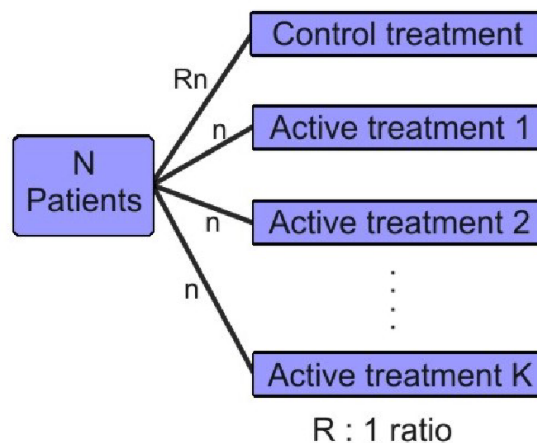 Control treatment
Rn
n
Active treatment 1
N
Patients
n
Active treatment 2
n
Active treatment K
R : 1 ratio